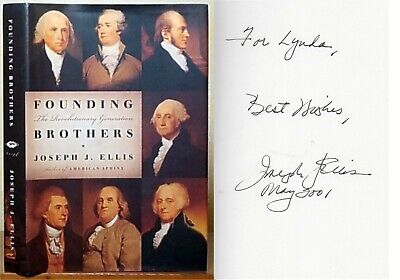 FOUNDING BROTHERS
JOSEPH J. ELLIS
FOUNDING
The Revolutionary Generation
BROTHERS
JOSEPH J. ELLIS
Author of AMERICAN SPHINX
For Lynda,
Best Wishes,
Joseph Ellis
May 2001